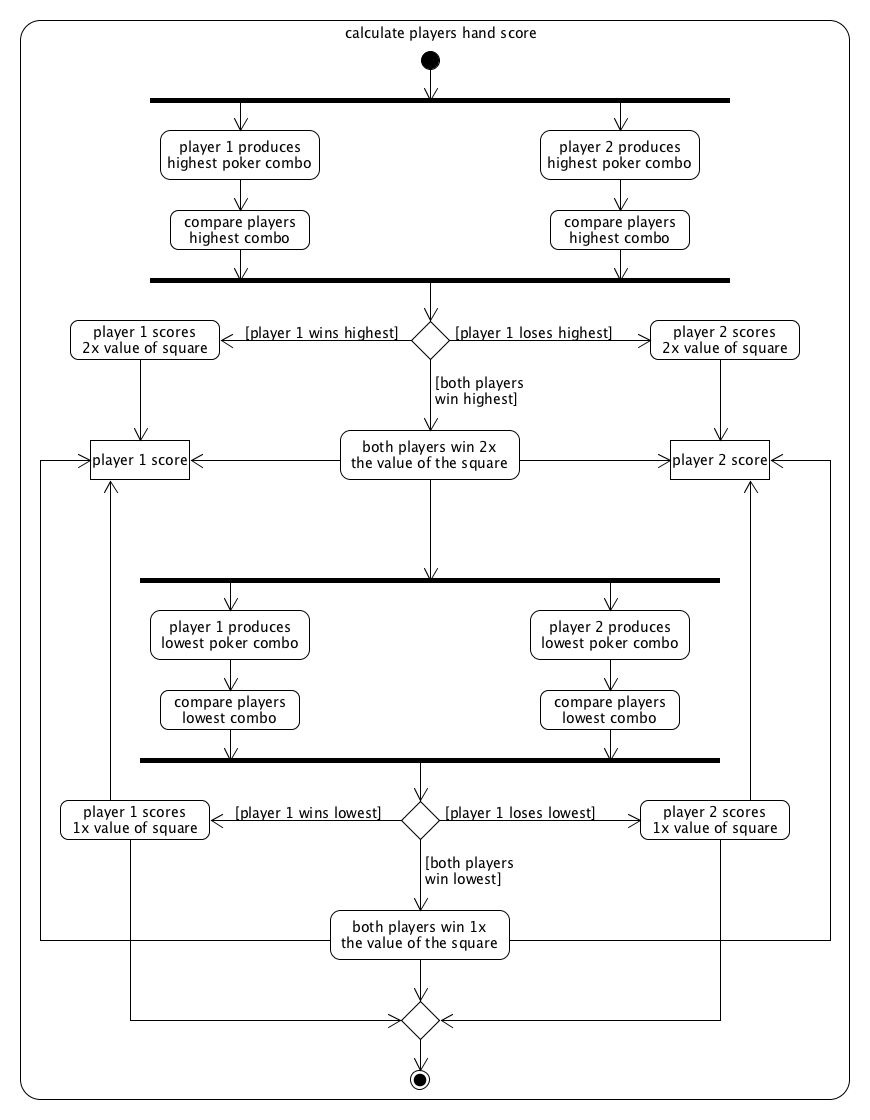 calculate players hand score
player 1 produces
highest poker combo
player 2 produces
highest poker combo
compare players
highest combo
compare players
highest combo
player 1 scores
2x value of square
[player 1 wins highest]
[player 1 loses highest]
player 2 scores
2x value of square
[both players
win highest]
player 1 score
both players win 2x
the value of the square
player 2 score
player 1 produces
lowest poker combo
player 2 produces
lowest poker combo
compare players
lowest combo
compare players
lowest combo
player 1 scores
1x value of square
[player 1 wins lowest]
[player 1 loses lowest]
player 2 scores
1x value of square
[both players
win lowest]
both players win 1x
the value of the square